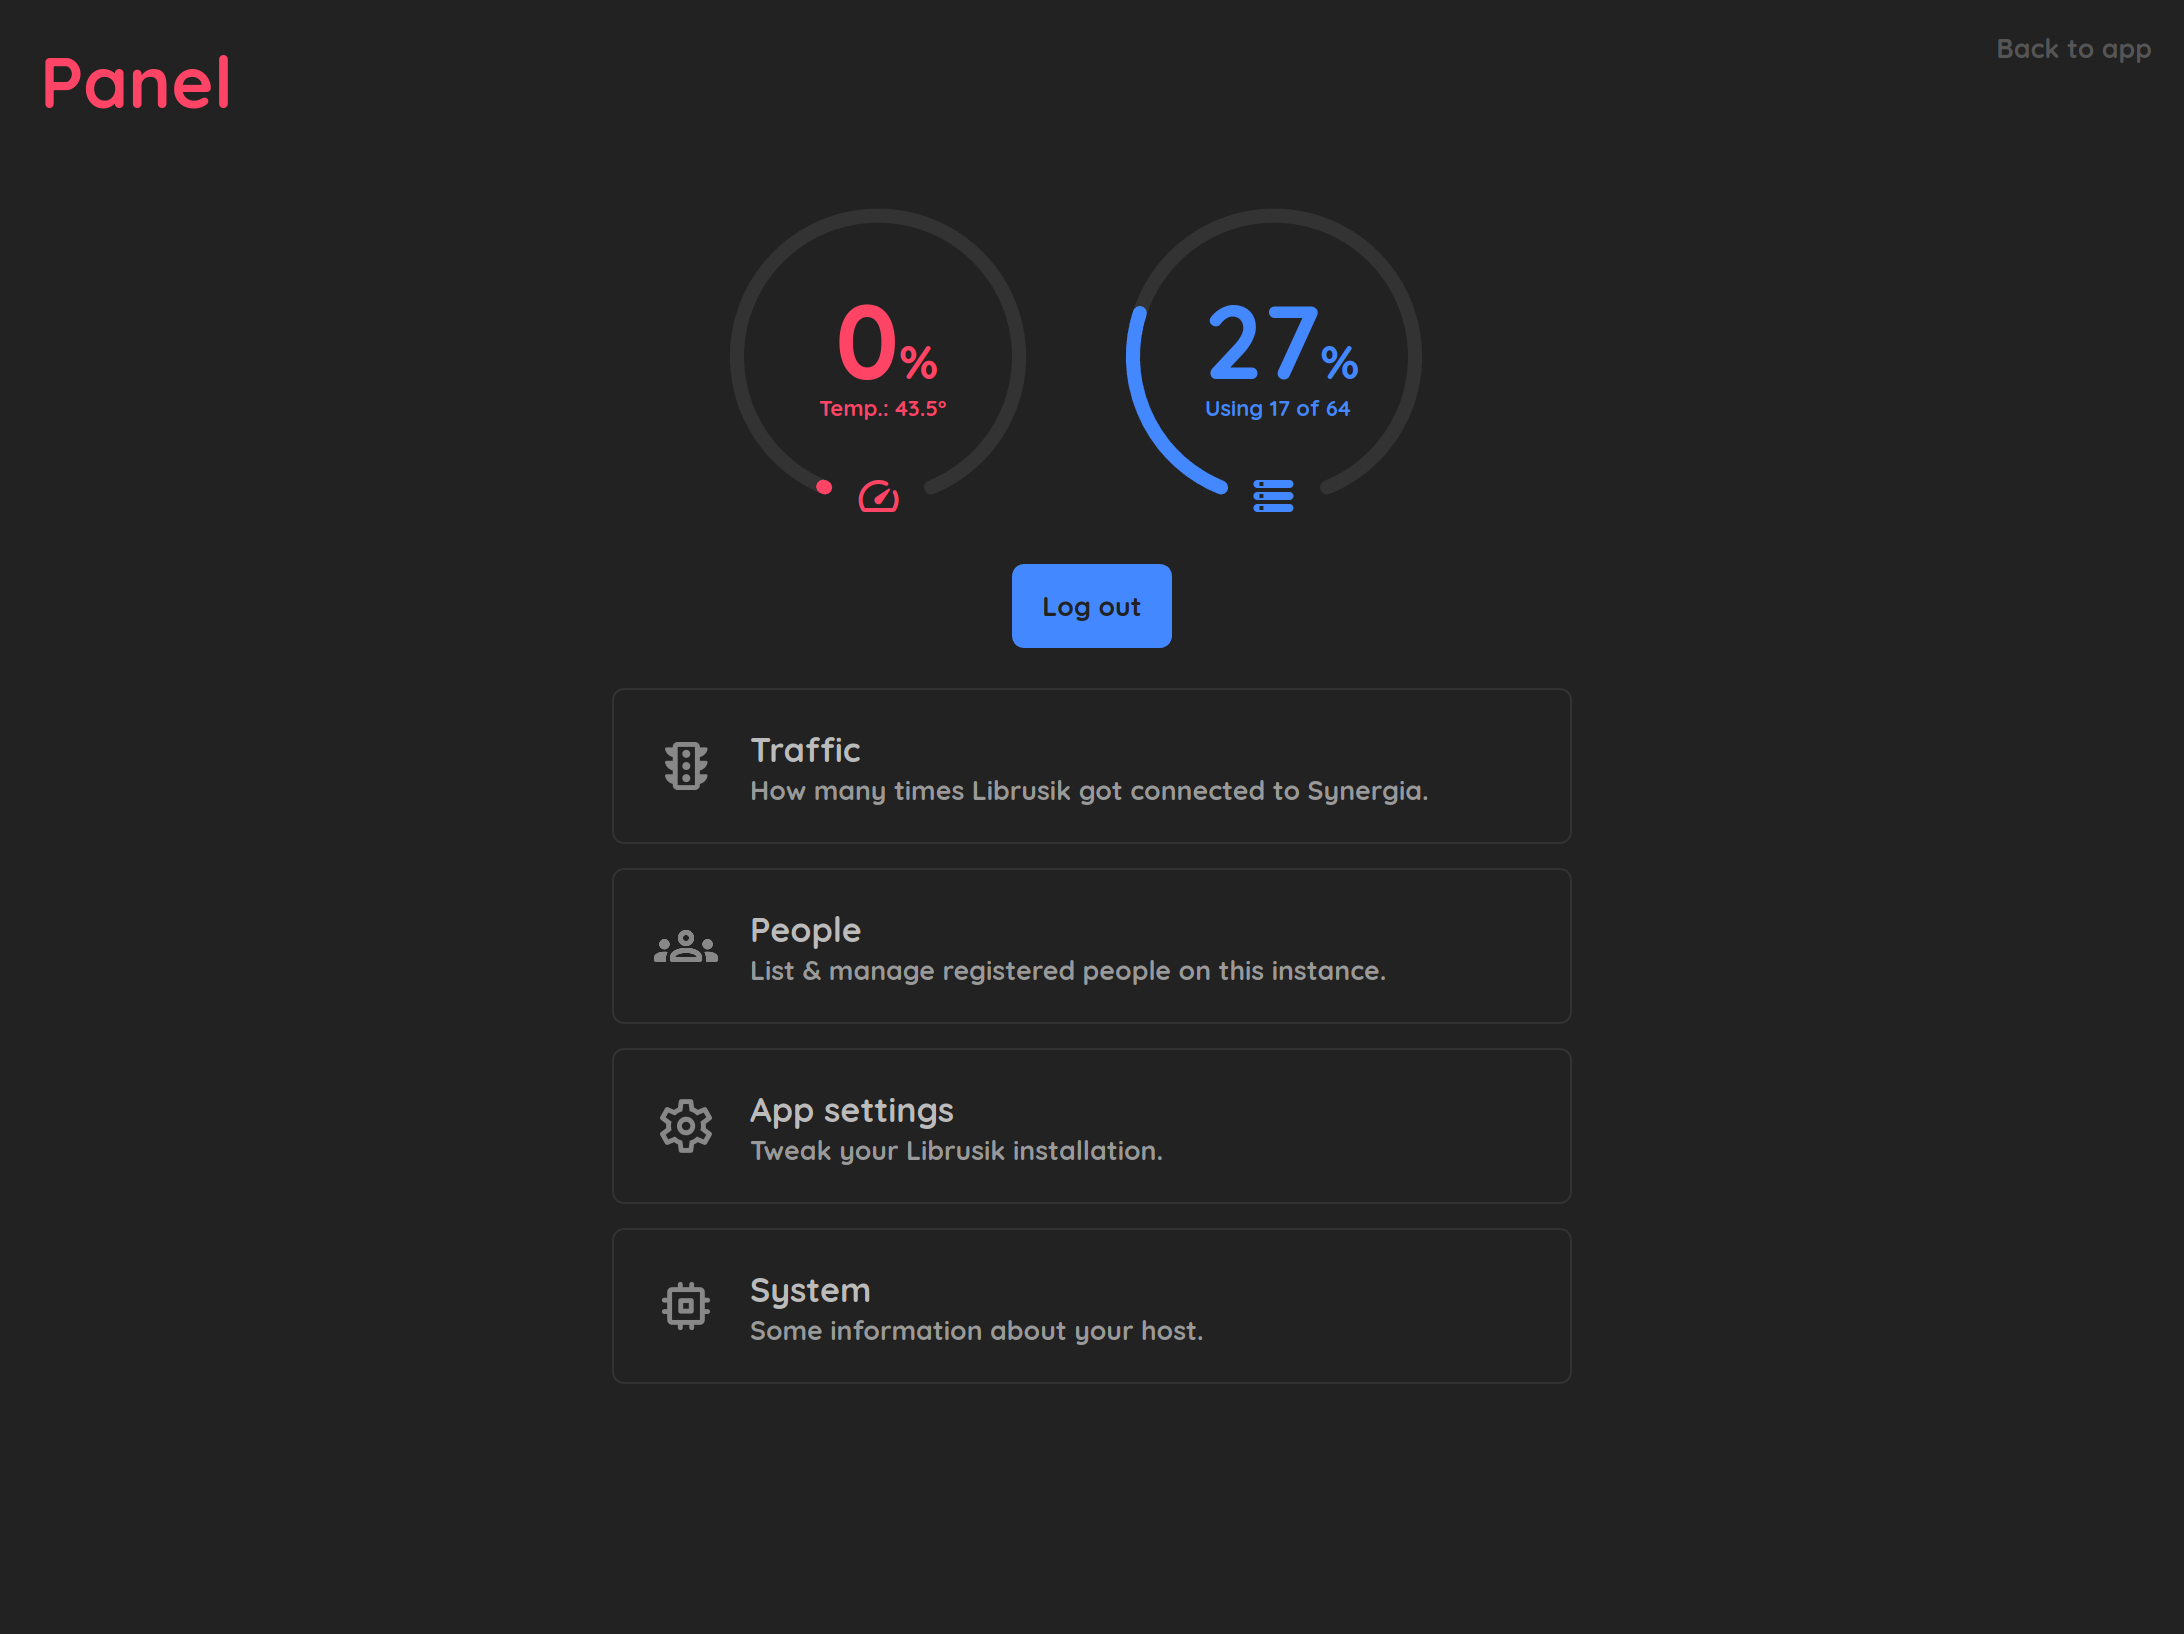 Panel
Back to app
0%
Temp.: 43.5°
27%
Using 17 of 64
Log out
Traffic
How many times Librusik got connected to Synergia.
People
List & manage registered people on this instance.
App settings
Tweak your Librusik installation.
System
Some information about your host.